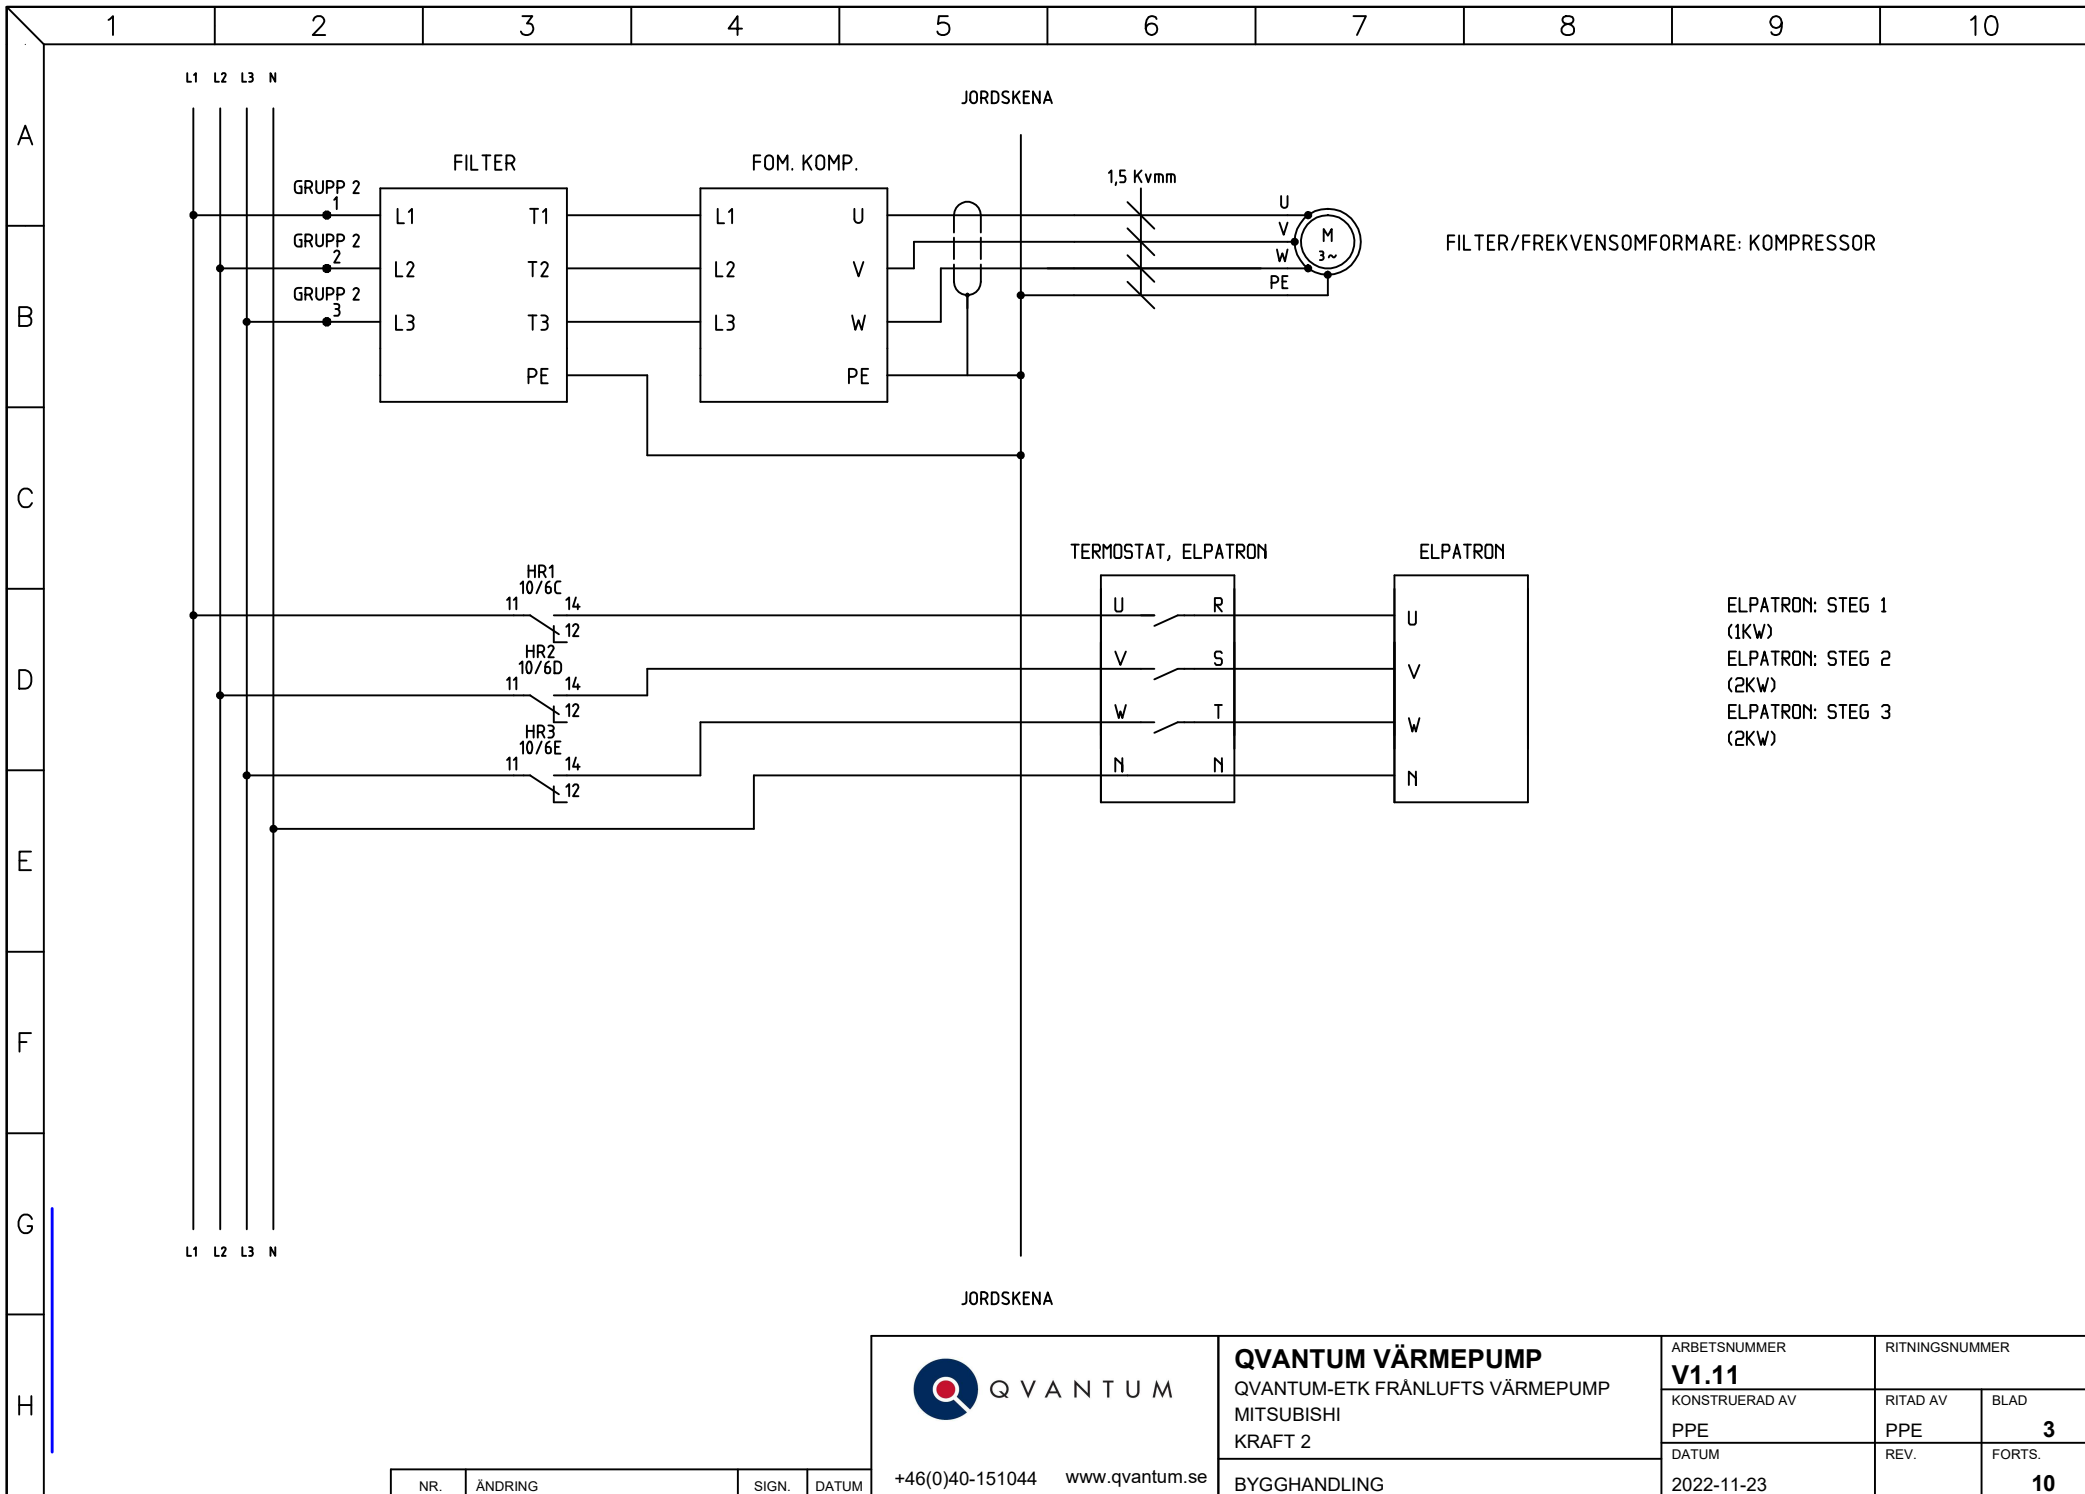 1 2 3 4 5 6 7 8 9 10
A
B
C
D
E
F
G
H
L1 L2 L3 N
JORDSKENA
FILTER
FOM. KOMP.
1,5 Kvmm
GRUPP 2
1
GRUPP 2
2
GRUPP 2
3
L1 T1
L2 T2
L3 T3
PE
L1 U
L2 V
L3 W
PE
U
V
W
PE
M
3~
FILTER/FREKVENSOMFORMARE: KOMPRESSOR
TERMOSTAT, ELPATRON
ELPATRON
HR1
10/6C
11 14
12
HR2
10/6D
11 14
12
HR3
10/6E
11 14
12
U R
V S
W T
N N
U
V
W
N
ELPATRON: STEG 1
(1KW)
ELPATRON: STEG 2
(2KW)
ELPATRON: STEG 3
(2KW)
L1 L2 L3 N
JORDSKENA
NR. ÄNDRING SIGN. DATUM
QVANTUM
+46(0)40-151044 www.qvantum.se
QVANTUM VÄRMEPUMP
QVANTUM-ETK FRÅNLUFTS VÄRMEPUMP
MITSUBISHI
KRAFT 2
BYGGHANDLING
ARBETSNUMMER
V1.11
RITNINGSNUMMER
KONSTRUERAD AV
PPE
RITAD AV
PPE
BLAD
3
DATUM
2022-11-23
REV.
FORTS.
10